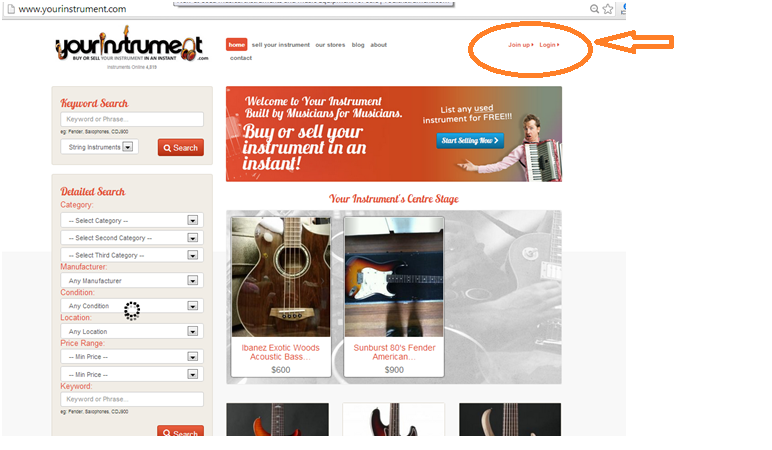 www.yourinstrument.com
yourinstrument
BUY OR SELL YOUR INSTRUMENT IN AN INSTANT .com
Instruments Online 4,819
home sell your instrument our stores blog about
contact
Join up Login
Keyword Search
Keyword or Phrase...
eg: Fender, Saxophones, CDJ900
String Instruments
Search
Detailed Search
Category:
-- Select Category --
-- Select Second Category --
-- Select Third Category --
Manufacturer:
Any Manufacturer
Condition:
Any Condition
Location:
Any Location
Price Range:
-- Min Price --
-- Min Price --
Keyword:
Keyword or Phrase...
eg: Fender, Saxophones, CDJ900
Search
Welcome to Your Instrument
Built by Musicians for Musicians.
Buy or sell your
instrument in an
instant!
List any used
instrument for FREE!!!
Start Selling Now
Your Instrument's Centre Stage
Ibanez Exotic Woods
Acoustic Bass...
$600
Sunburst 80's Fender
American...
$900